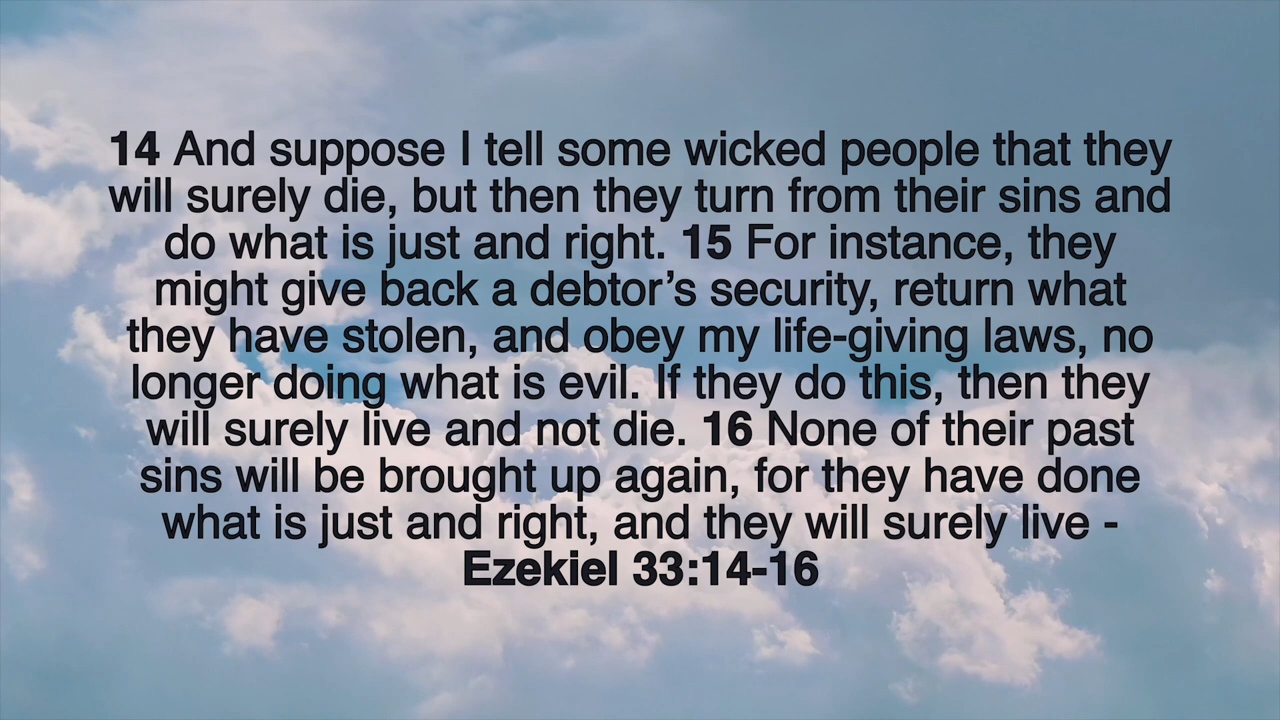 14 And suppose I tell some wicked people that they
will surely die, but then they turn from their sins and
do what is just and right. 15 For instance, they
might give back a debtor’s security, return what
they have stolen, and obey my life-giving laws, no
longer doing what is evil. If they do this, then they
will surely live and not die. 16 None of their past
sins will be brought up again, for they have done
what is just and right, and they will surely live -
Ezekiel 33:14-16